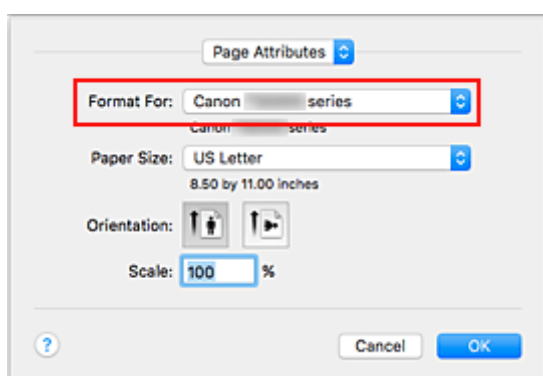 Page Attributes
Format For: Canon series
Canon series
Paper Size: US Letter
8.50 by 11.00 inches
Orientation:
Scale: 100 %
? Cancel OK